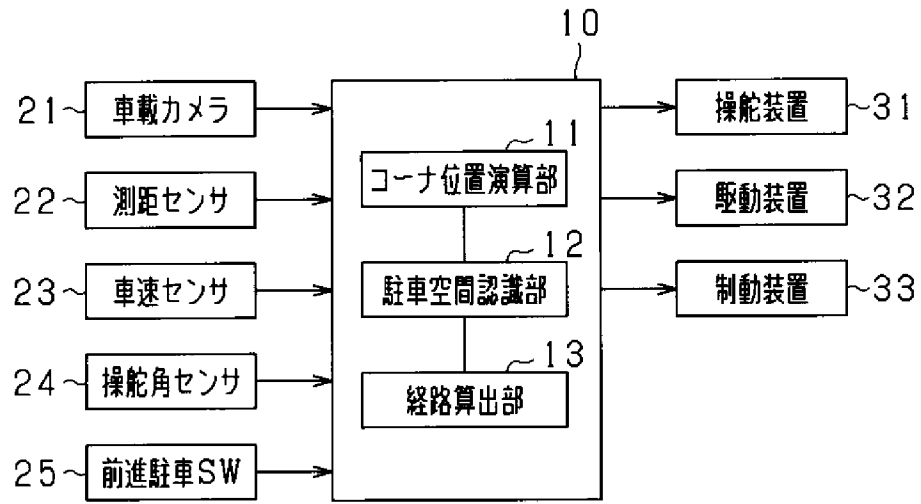 10
21 車載カメラ
22 測距センサ
23 車速センサ
24 操舵角センサ
25 前進駐車SW
11
コーナ位置演算部
12
駐車空間認識部
13
経路算出部
操舵装置 31
駆動装置 32
制動装置 33